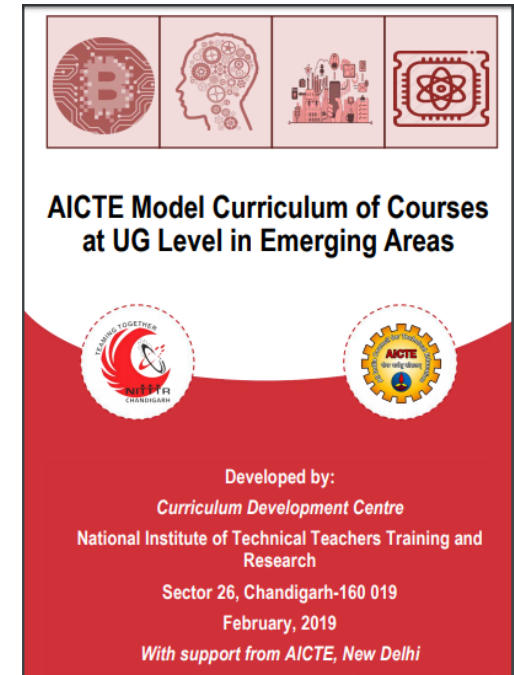 AICTE Model Curriculum of Courses
at UG Level in Emerging Areas
TEAMING TOGETHER
NITTTR
CHANDIGARH
AICTE
Developed by:
Curriculum Development Centre
National Institute of Technical Teachers Training and
Research
Sector 26, Chandigarh-160 019
February, 2019
With support from AICTE, New Delhi